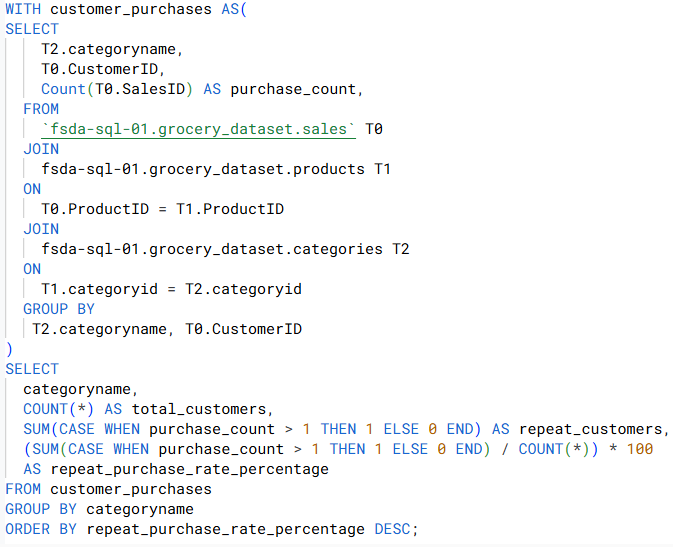 WITH customer_purchases AS(
SELECT
T2.categoryname,
T0.CustomerID,
Count(T0.SalesID) AS purchase_count,
FROM
`fsda-sql-01.grocery_dataset.sales` T0
JOIN
fsda-sql-01.grocery_dataset.products T1
ON
T0.ProductID = T1.ProductID
JOIN
fsda-sql-01.grocery_dataset.categories T2
ON
T1.categoryid = T2.categoryid
GROUP BY
T2.categoryname, T0.CustomerID
)
SELECT
categoryname,
COUNT(*) AS total_customers,
SUM(CASE WHEN purchase_count > 1 THEN 1 ELSE 0 END) AS repeat_customers,
(SUM(CASE WHEN purchase_count > 1 THEN 1 ELSE 0 END) / COUNT(*)) * 100
AS repeat_purchase_rate_percentage
FROM customer_purchases
GROUP BY categoryname
ORDER BY repeat_purchase_rate_percentage DESC;